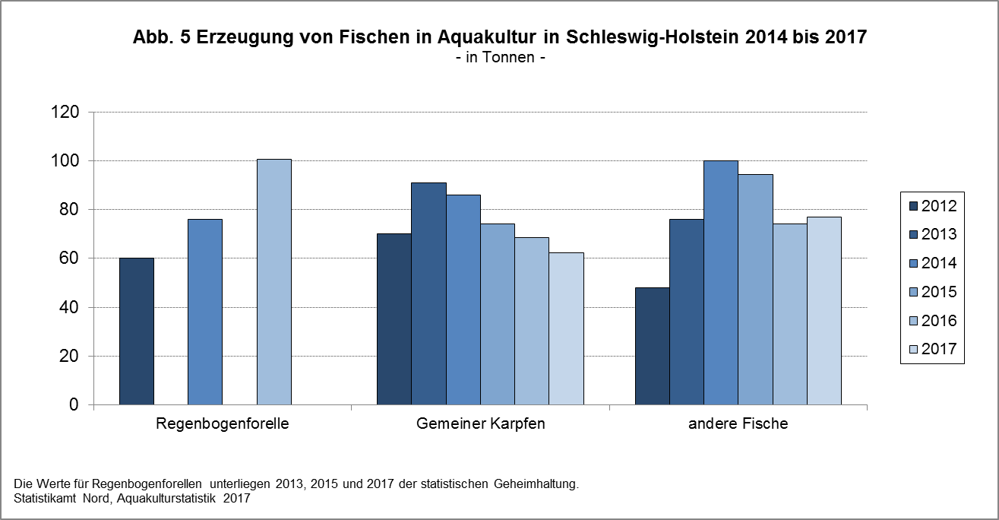 Abb. 5 Erzeugung von Fischen in Aquakultur in Schleswig-Holstein 2014 bis 2017
- in Tonnen -
120
100
80
60
40
20
0
Regenbogenforelle
Gemeiner Karpfen
andere Fische
2012
2013
2014
2015
2016
2017
Die Werte für Regenbogenforellen unterliegen 2013, 2015 und 2017 der statistischen Geheimhaltung.
Statistikamt Nord, Aquakulturstatistik 2017